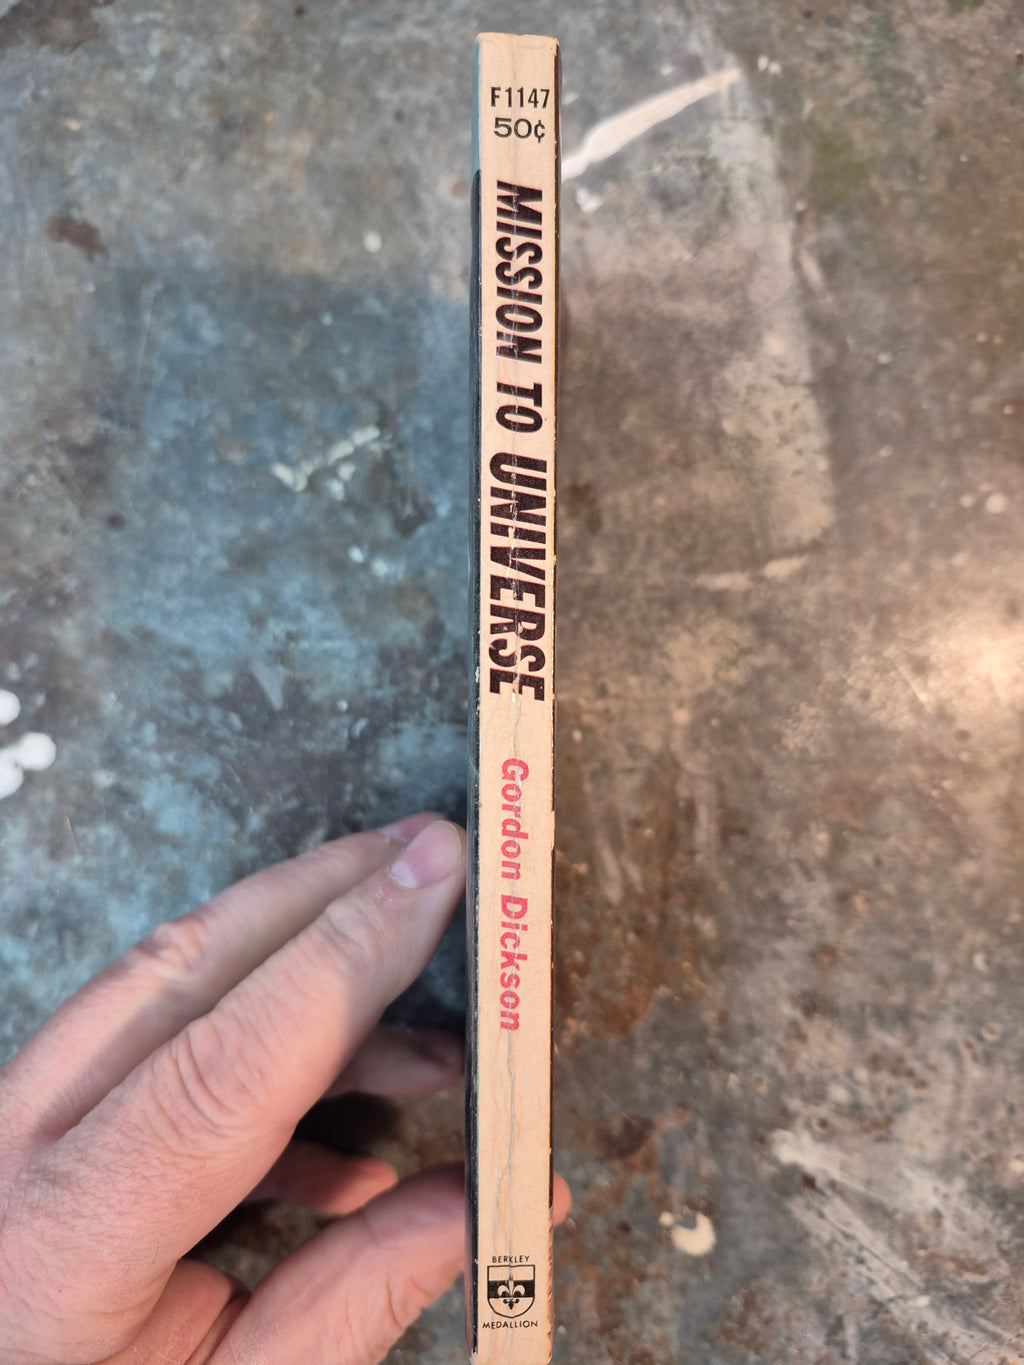 F1147
50¢
MISSION TO UNIVERSE
Gordon Dickson
BERKLEY
MEDALLION